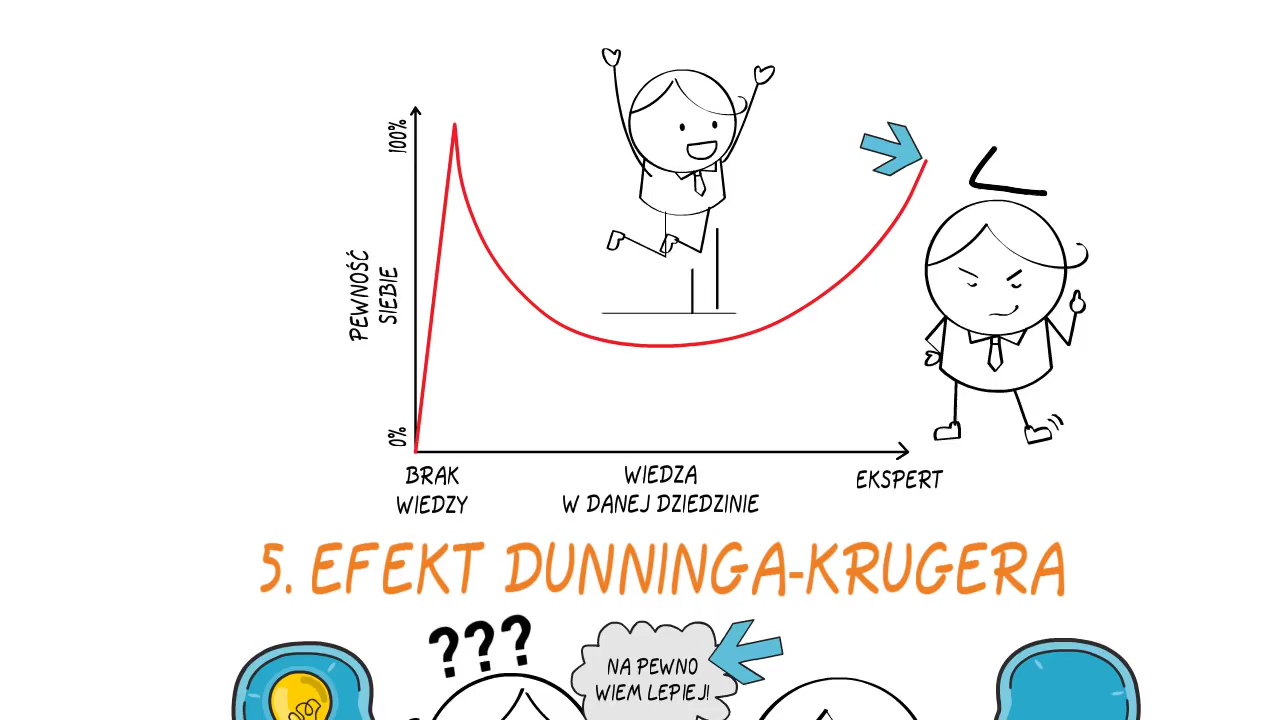 100%
PEWNOŚĆ
SIEBIE
0%
BRAK
WIEDZY
WIEDZA
W DANEJ DZIEDZINIE
EKSPERT
5. EFEKT DUNNINGA-KRUGERA
???
NA PEWNO
WIEM LEPIEJ!